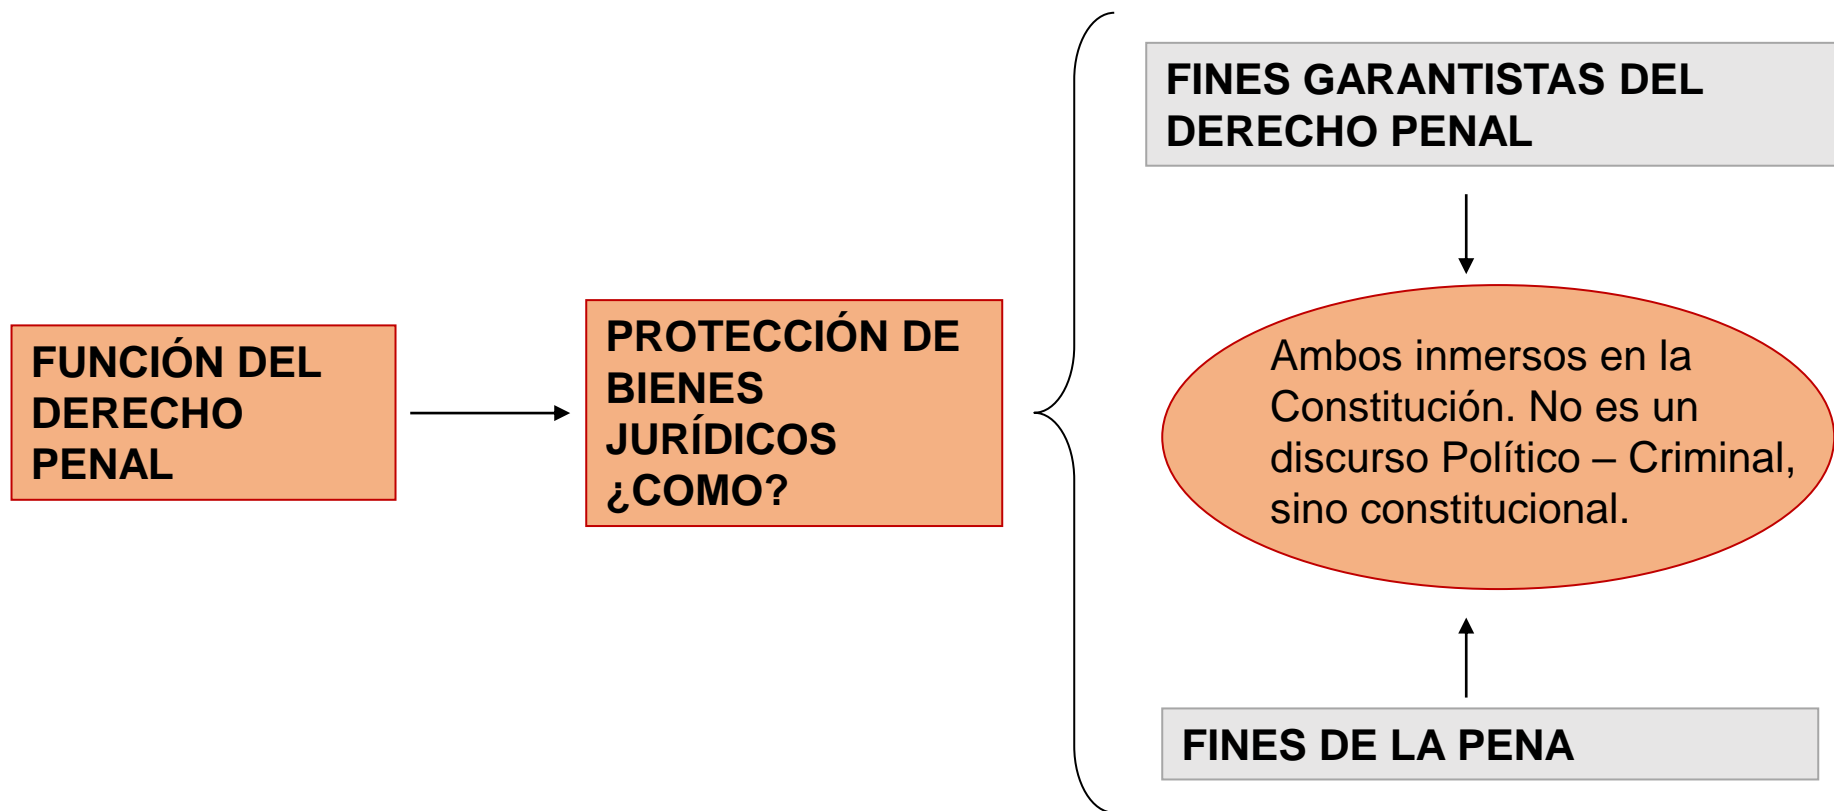 FUNCIÓN DEL
DERECHO
PENAL
PROTECCIÓN DE
BIENES
JURÍDICOS
¿COMO?
FINES GARANTISTAS DEL
DERECHO PENAL
Ambos inmersos en la
Constitución. No es un
discurso Político – Criminal,
sino constitucional.
FINES DE LA PENA